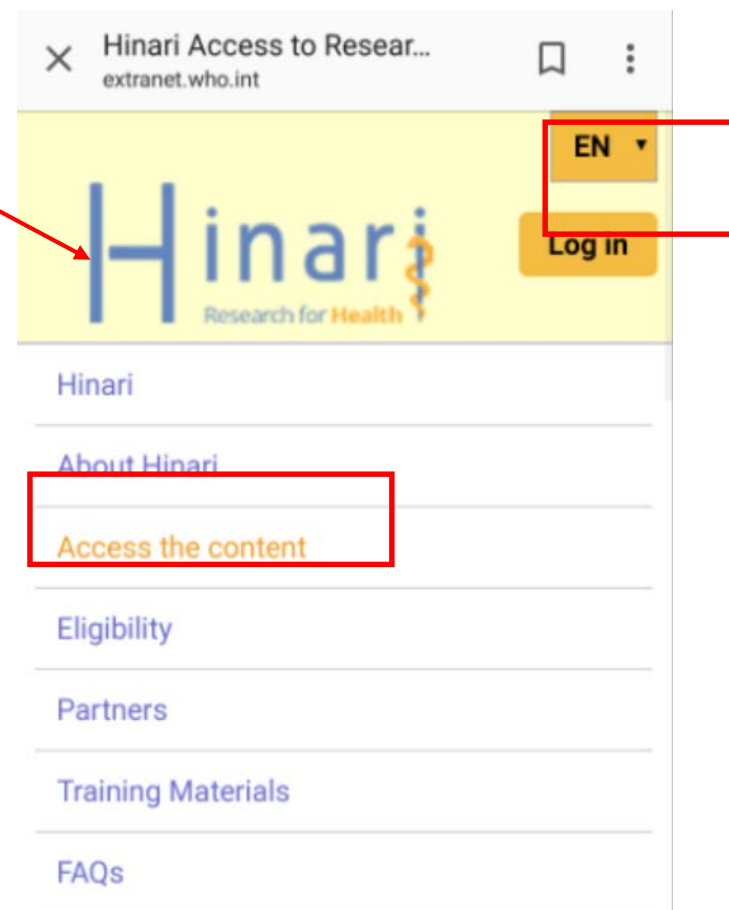 Hinari Access to Resear...
extranet.who.int
EN
Hinari
Log in
Research for Health
Hinari
About Hinari
Access the content
Eligibility
Partners
Training Materials
FAQs